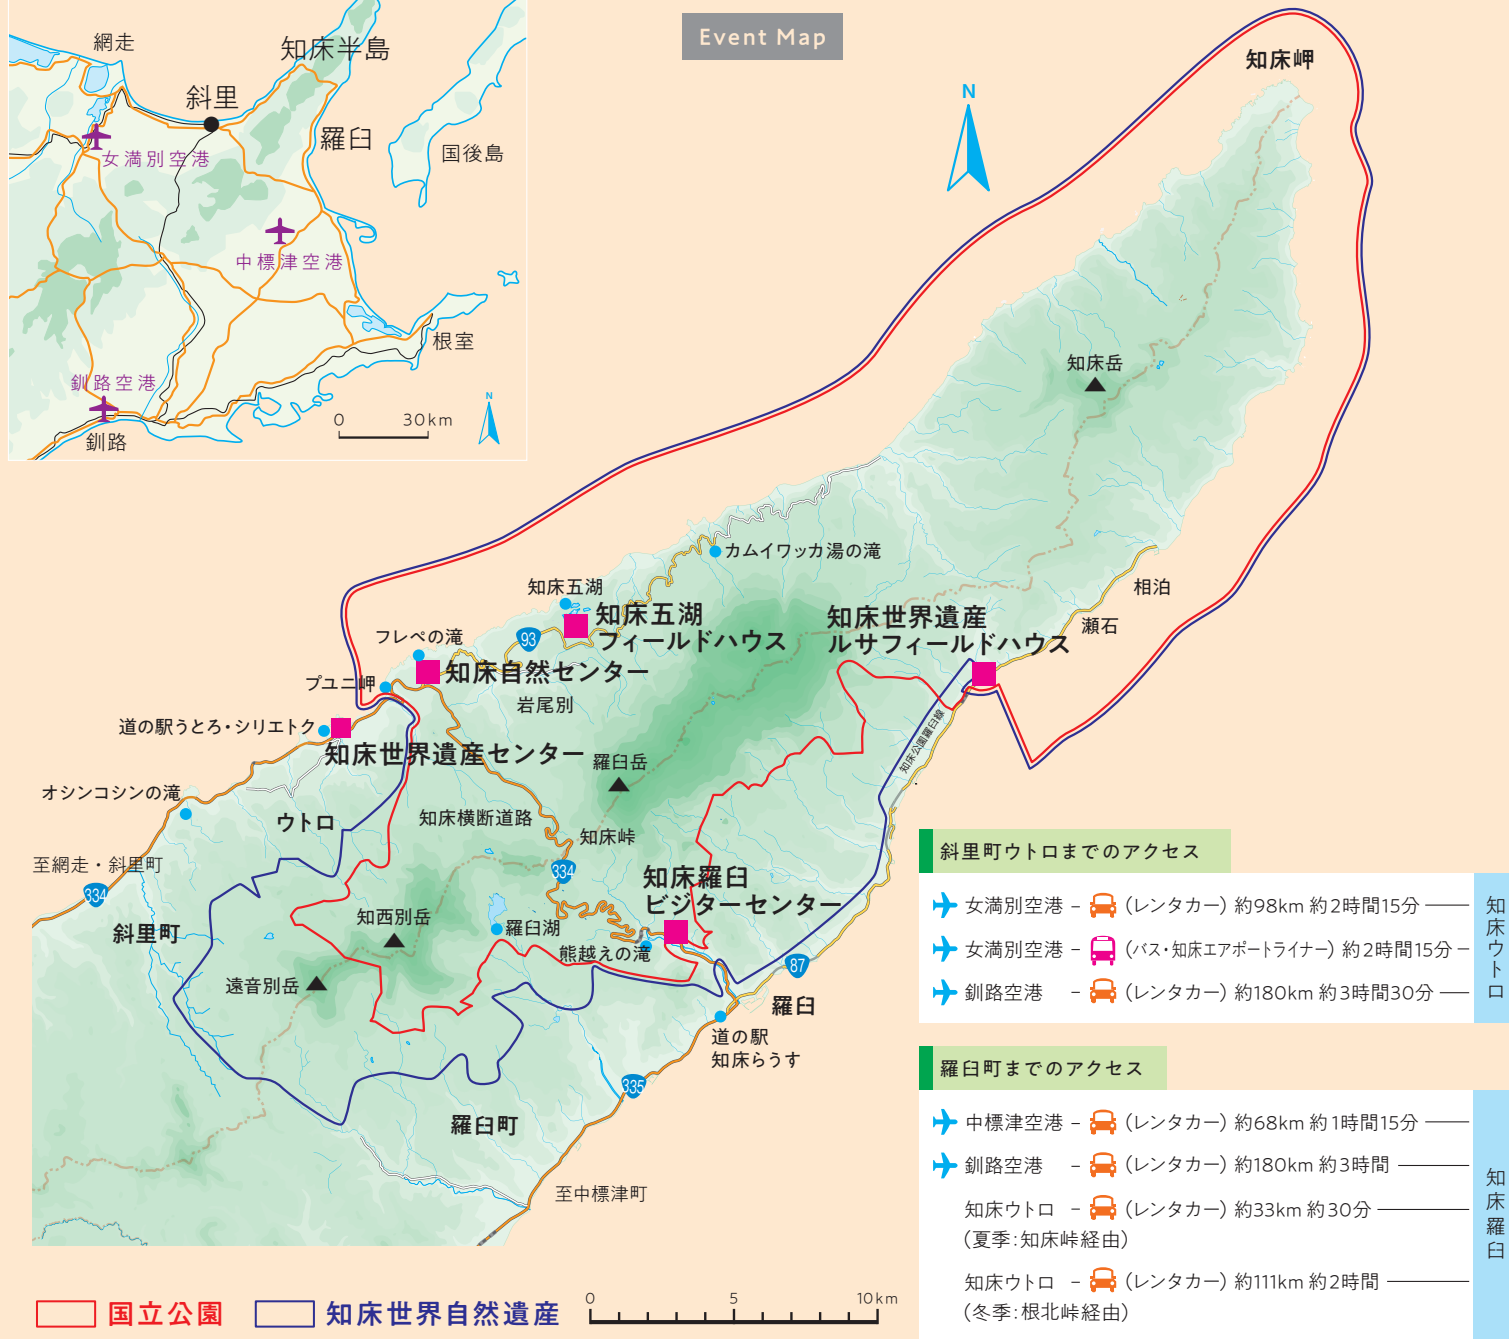 Event Map
網走
知床半島
斜里
羅臼
女満別空港
国後島
中標津空港
根室
釧路空港
釧路
0 30km
N
N
知床岬
知床岳
カムイワッカ湯の滝
相泊
瀬石
知床五湖
知床五湖
フィールドハウス
知床世界遺産
ルサフィールドハウス
フレペの滝
93
知床自然センター
プユニ岬
岩尾別
道の駅うとろ・シリエトク
知床世界遺産センター
知床公園羅臼線
羅臼岳
オシンコシンの滝
ウトロ
知床横断道路
知床峠
至網走・斜里町
334
334
知床羅臼
ビジターセンター
斜里町
知西別岳
羅臼湖
熊越えの滝
遠音別岳
87
羅臼
道の駅
知床らうす
335
羅臼町
至中標津町
国立公園
知床世界自然遺産
0 5 10km
斜里町ウトロまでのアクセス
女満別空港 – (レンタカー) 約98km 約2時間15分
女満別空港 – (バス・知床エアポートライナー) 約2時間15分
釧路空港 – (レンタカー) 約180km 約3時間30分
知床ウトロ
羅臼町までのアクセス
中標津空港 – (レンタカー) 約68km 約1時間15分
釧路空港 – (レンタカー) 約180km 約3時間
知床ウトロ – (レンタカー) 約33km 約30分
(夏季:知床峠経由)
知床ウトロ – (レンタカー) 約111km 約2時間
(冬季:根北峠経由)
知床羅臼